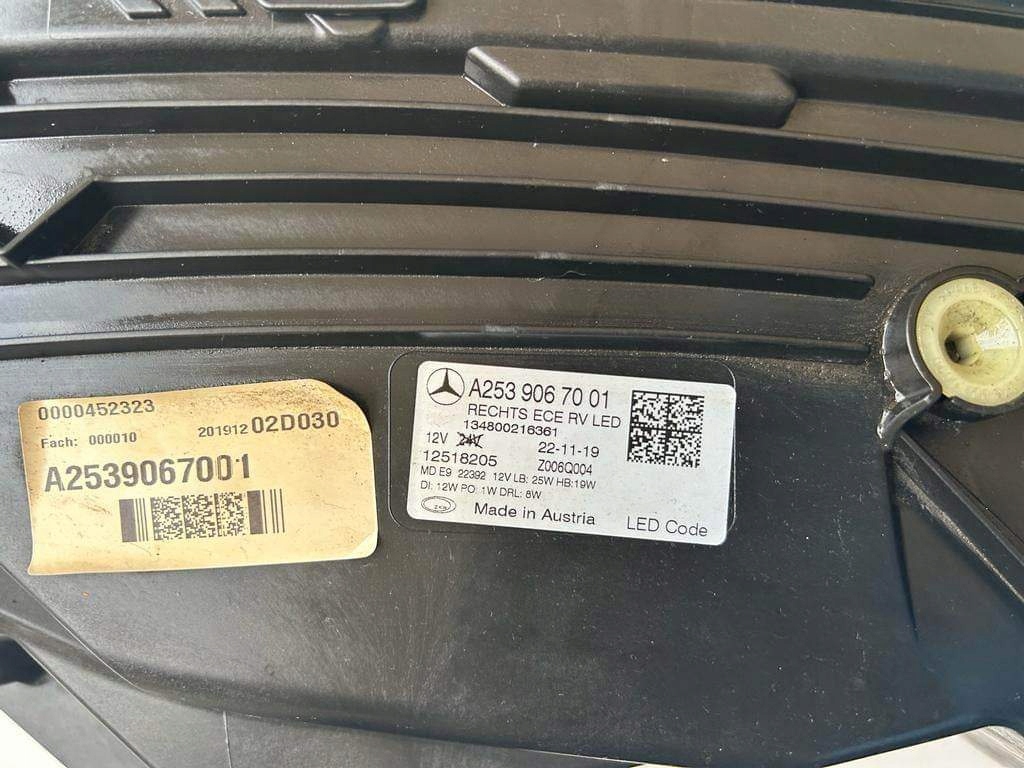 0000452323
Fach: 000010
201912 02D030
A2539067001
A253 906 70 01
RECHTS ECE RV LED
134800216361
12V 24V 22-11-19
12518205 Z006Q004
MD E9 22392 12V LB: 25W HB:19W
DI: 12W PO: 1W DRL: 8W
ZKW
Made in Austria LED Code